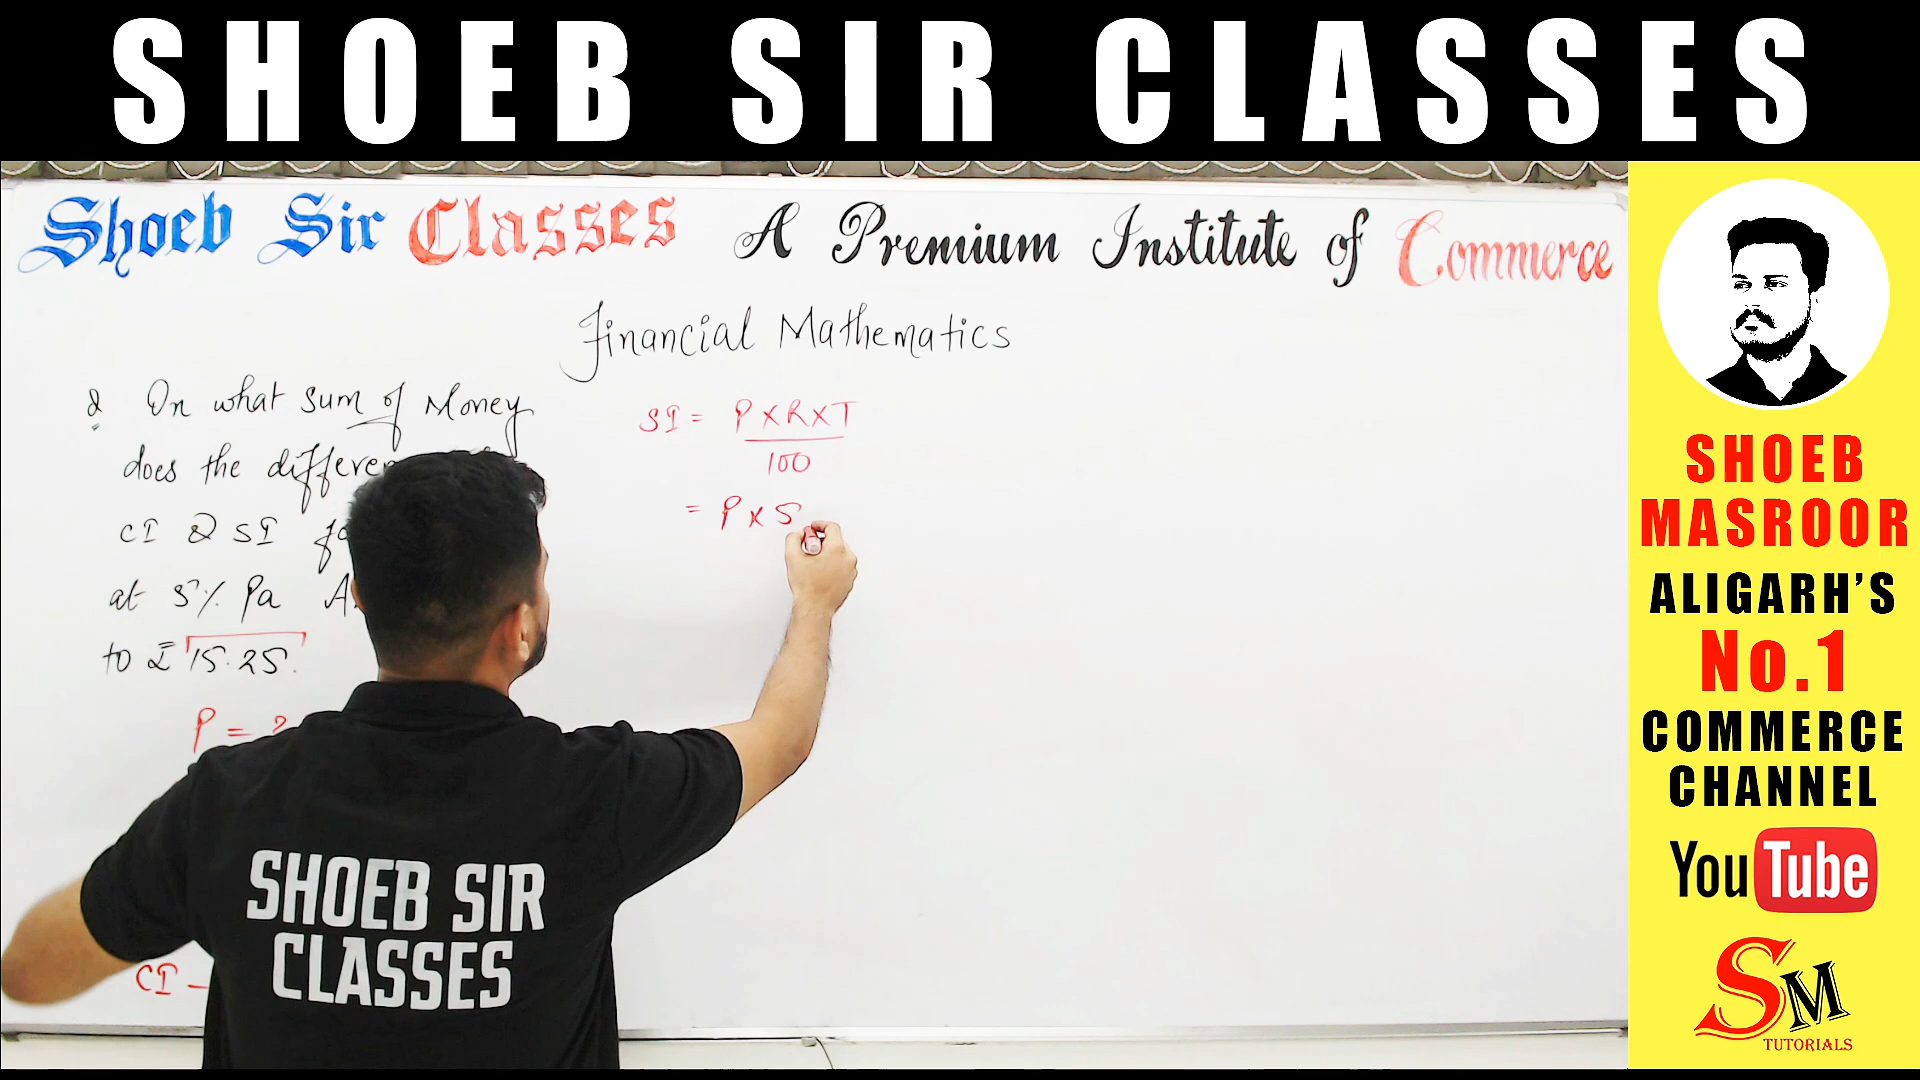 SHOEB SIR CLASSES
Shoeb Sir Classes A Premium Institute of Commerce
Financial Mathematics
Q. On what sum of Money
does the differen
CI & SI
at 5% Pa
to ₹ 15.25.
P = ?
CI -
SI = P×R×T
100
= P × 5
SHOEB SIR
CLASSES
SHOEB
MASROOR
ALIGARH'S
No.1
COMMERCE
CHANNEL
YouTube
SM
TUTORIALS